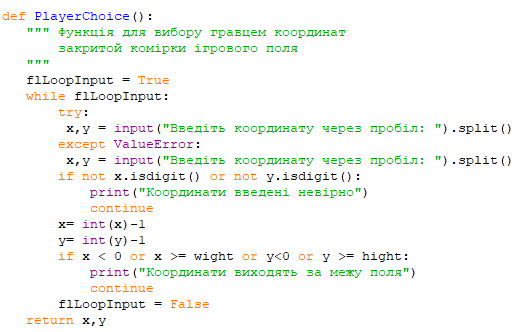 def PlayerChoice():
""" Функція для вибору гравцем координат
закритой комірки ігрового поля
"""
flLoopInput = True
while flLoopInput:
try:
x,y = input("Введіть координату через пробіл: ").split()
except ValueError:
x,y = input("Введіть координату через пробіл: ").split()
if not x.isdigit() or not y.isdigit():
print("Координати введені невірно")
continue
x= int(x)-1
y= int(y)-1
if x < 0 or x >= wight or y<0 or y >= hight:
print("Координати виходять за межу поля")
continue
flLoopInput = False
return x,y